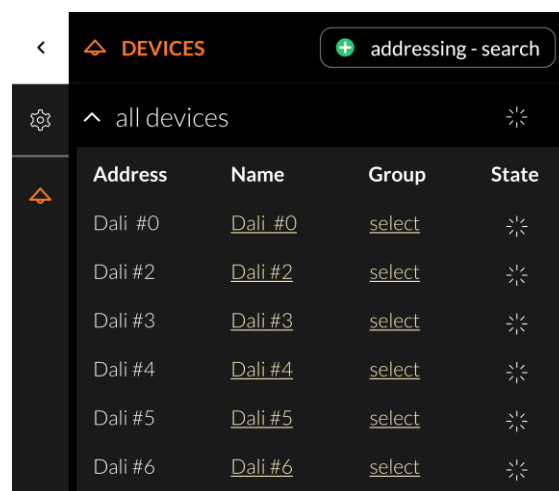 DEVICES addressing - search
all devices
Address Name Group State
Dali #0 Dali #0 select
Dali #2 Dali #2 select
Dali #3 Dali #3 select
Dali #4 Dali #4 select
Dali #5 Dali #5 select
Dali #6 Dali #6 select